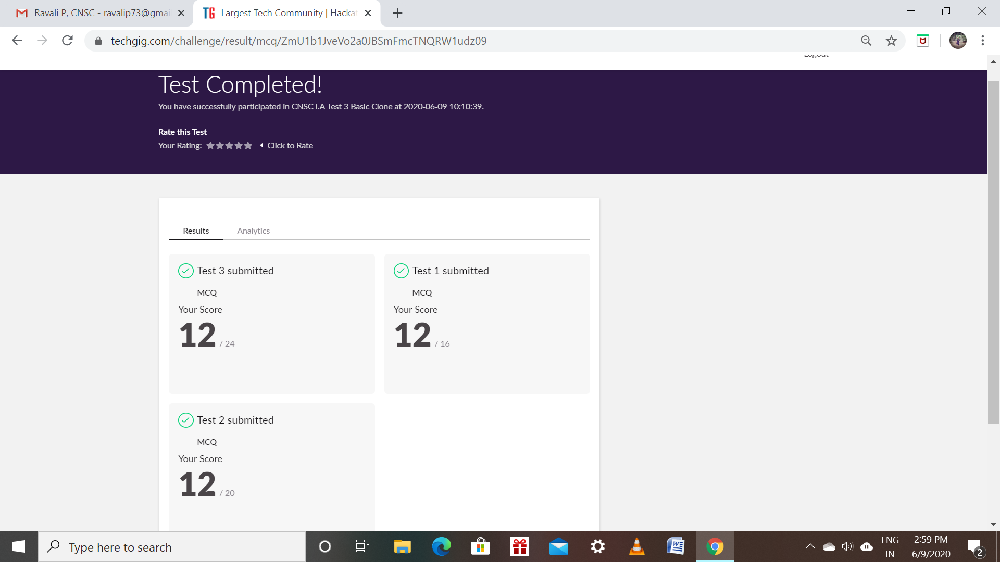 Ravali P, CNSC - ravalip73@gmai
Largest Tech Community | Hacka
techgig.com/challenge/result/mcq/ZmU1b1JveVo2a0JBSmFmcTNQRW1udz09
Logout
Test Completed!
You have successfully participated in CNSC I.A Test 3 Basic Clone at 2020-06-09 10:10:39.
Rate this Test
Your Rating: Click to Rate
Results Analytics
Test 3 submitted
MCQ
Your Score
12 / 24
Test 1 submitted
MCQ
Your Score
12 / 16
Test 2 submitted
MCQ
Your Score
12 / 20
Type here to search
ENG
IN
2:59 PM
6/9/2020
2